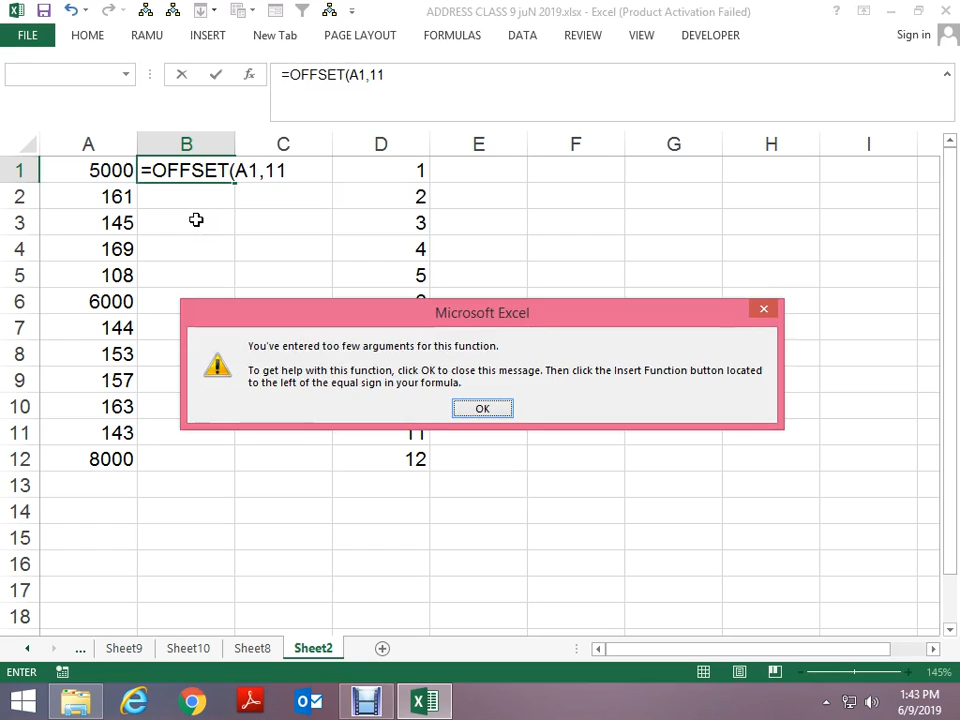 ADDRESS CLASS 9 juN 2019.xlsx - Excel (Product Activation Failed)
FILE HOME RAMU INSERT New Tab PAGE LAYOUT FORMULAS DATA REVIEW VIEW DEVELOPER Sign in
fx =OFFSET(A1,11
A B C D E F G H I
1 5000 =OFFSET(A1,11 1
2 161 2
3 145 3
4 169 4
5 108 5
6 6000
7 144
8 153
9 157
10 163
11 143 11
12 8000 12
13
14
15
16
17
18
Microsoft Excel
You've entered too few arguments for this function.
To get help with this function, click OK to close this message. Then click the Insert Function button located
to the left of the equal sign in your formula.
OK
... Sheet9 Sheet10 Sheet8 Sheet2
ENTER 145%
1:43 PM
6/9/2019